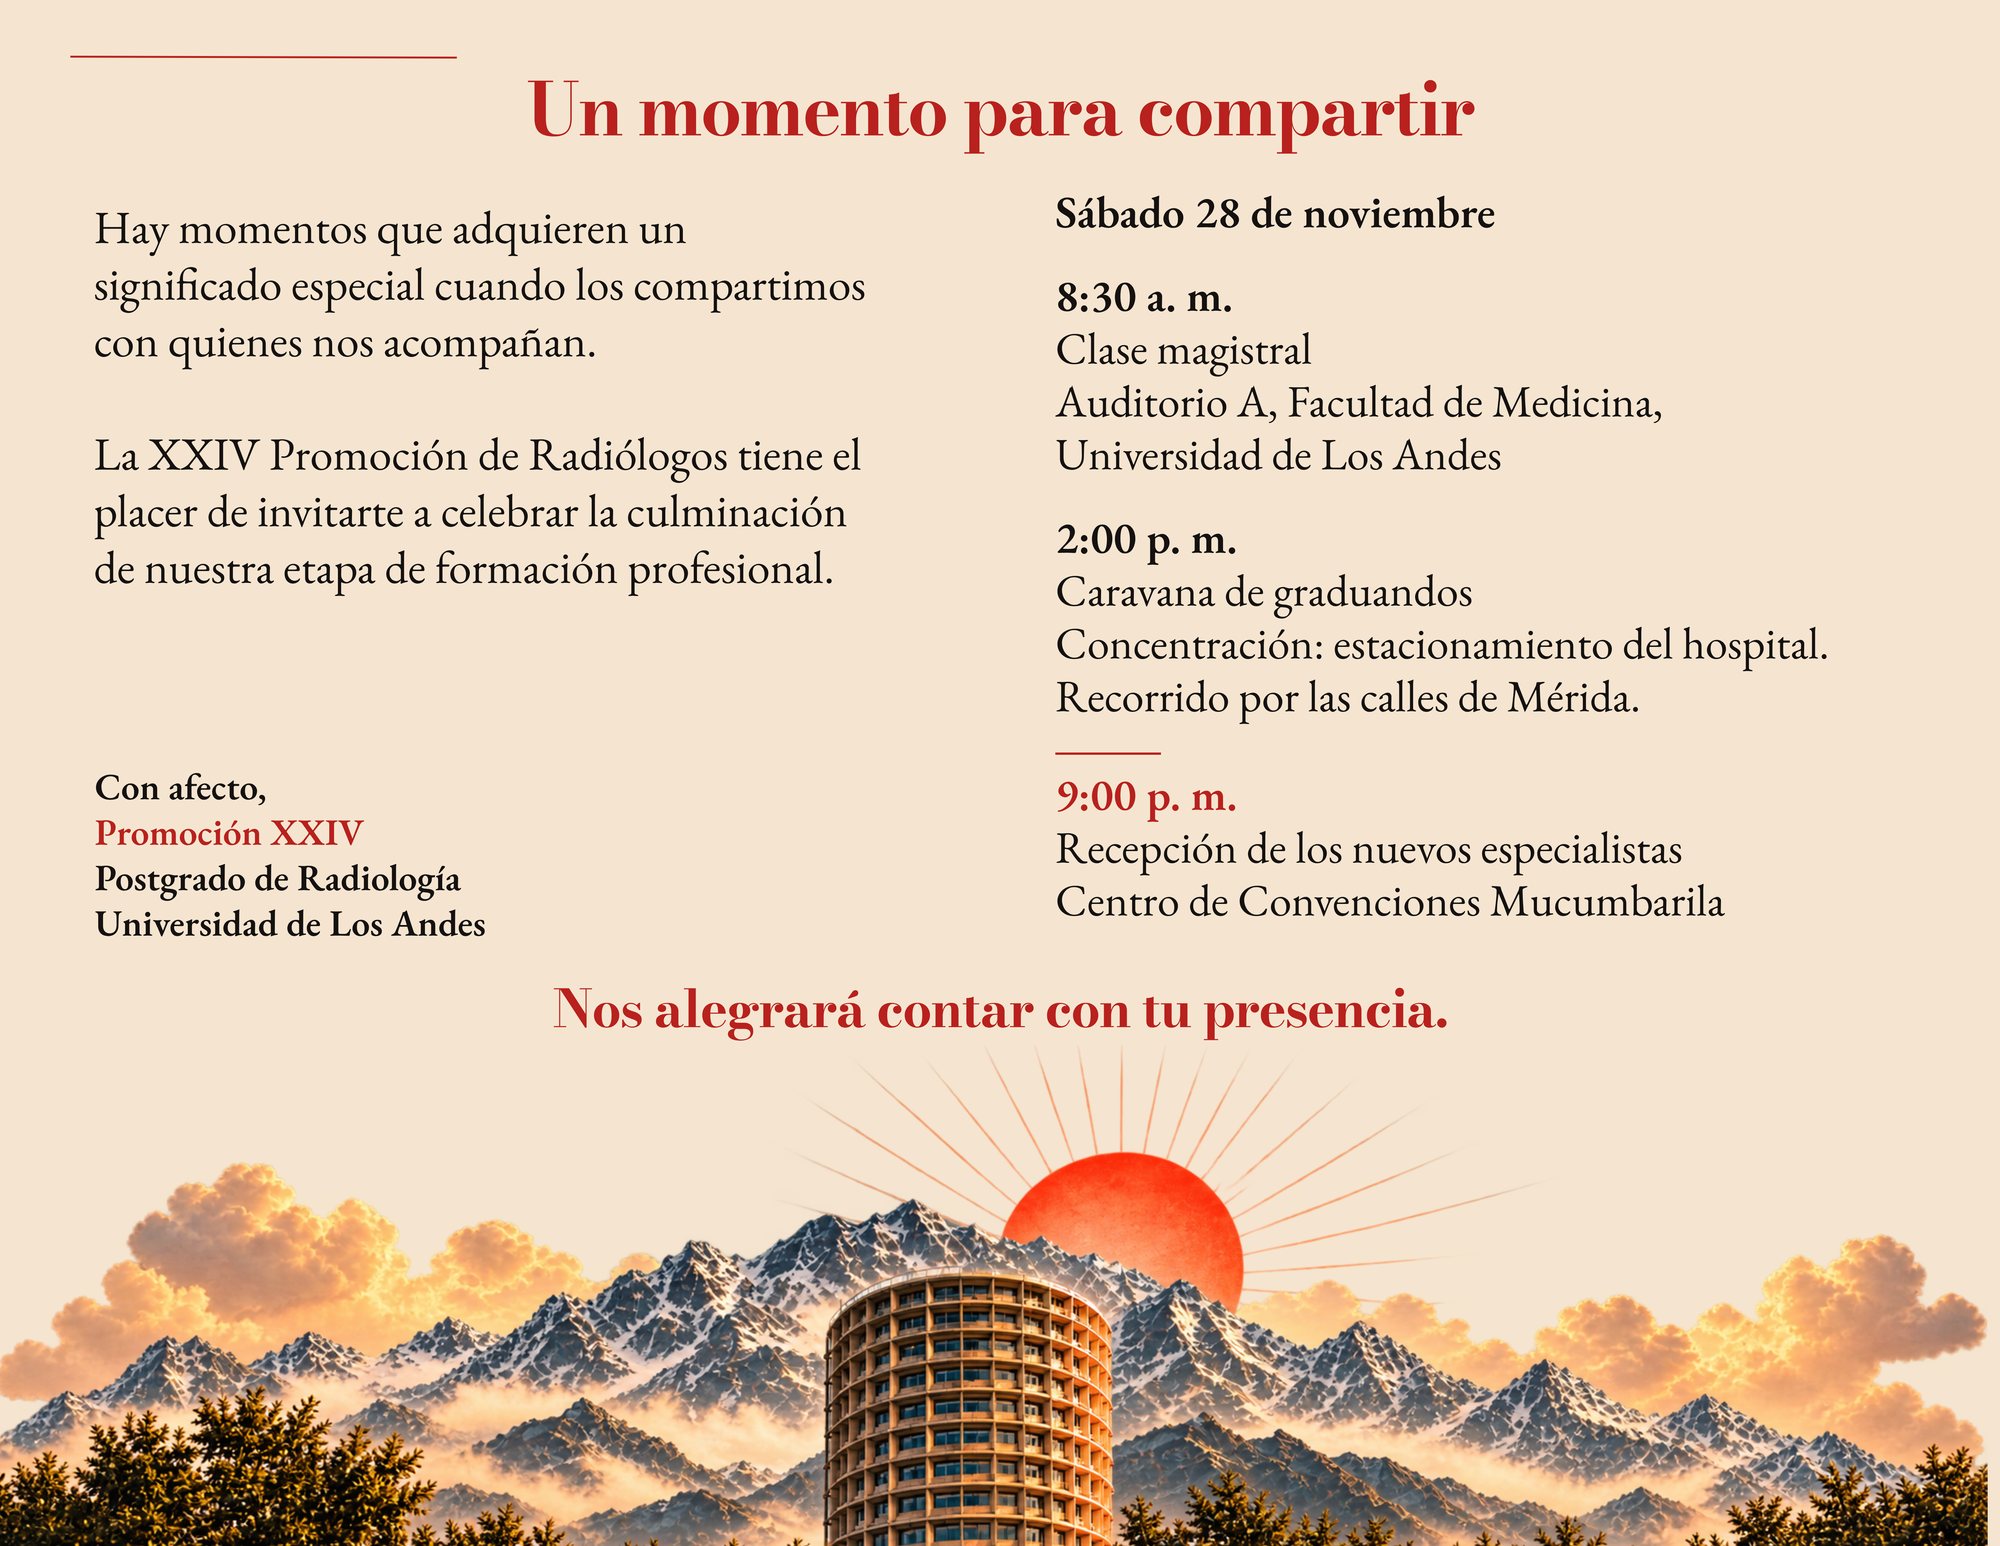 Un momento para compartir
Hay momentos que adquieren un
significado especial cuando los compartimos
con quienes nos acompañan.
La XXIV Promoción de Radiólogos tiene el
placer de invitarte a celebrar la culminación
de nuestra etapa de formación profesional.
Con afecto,
Promoción XXIV
Postgrado de Radiología
Universidad de Los Andes
Sábado 28 de noviembre
8:30 a. m.
Clase magistral
Auditorio A, Facultad de Medicina,
Universidad de Los Andes
2:00 p. m.
Caravana de graduandos
Concentración: estacionamiento del hospital.
Recorrido por las calles de Mérida.
9:00 p. m.
Recepción de los nuevos especialistas
Centro de Convenciones Mucumbarila
Nos alegrará contar con tu presencia.